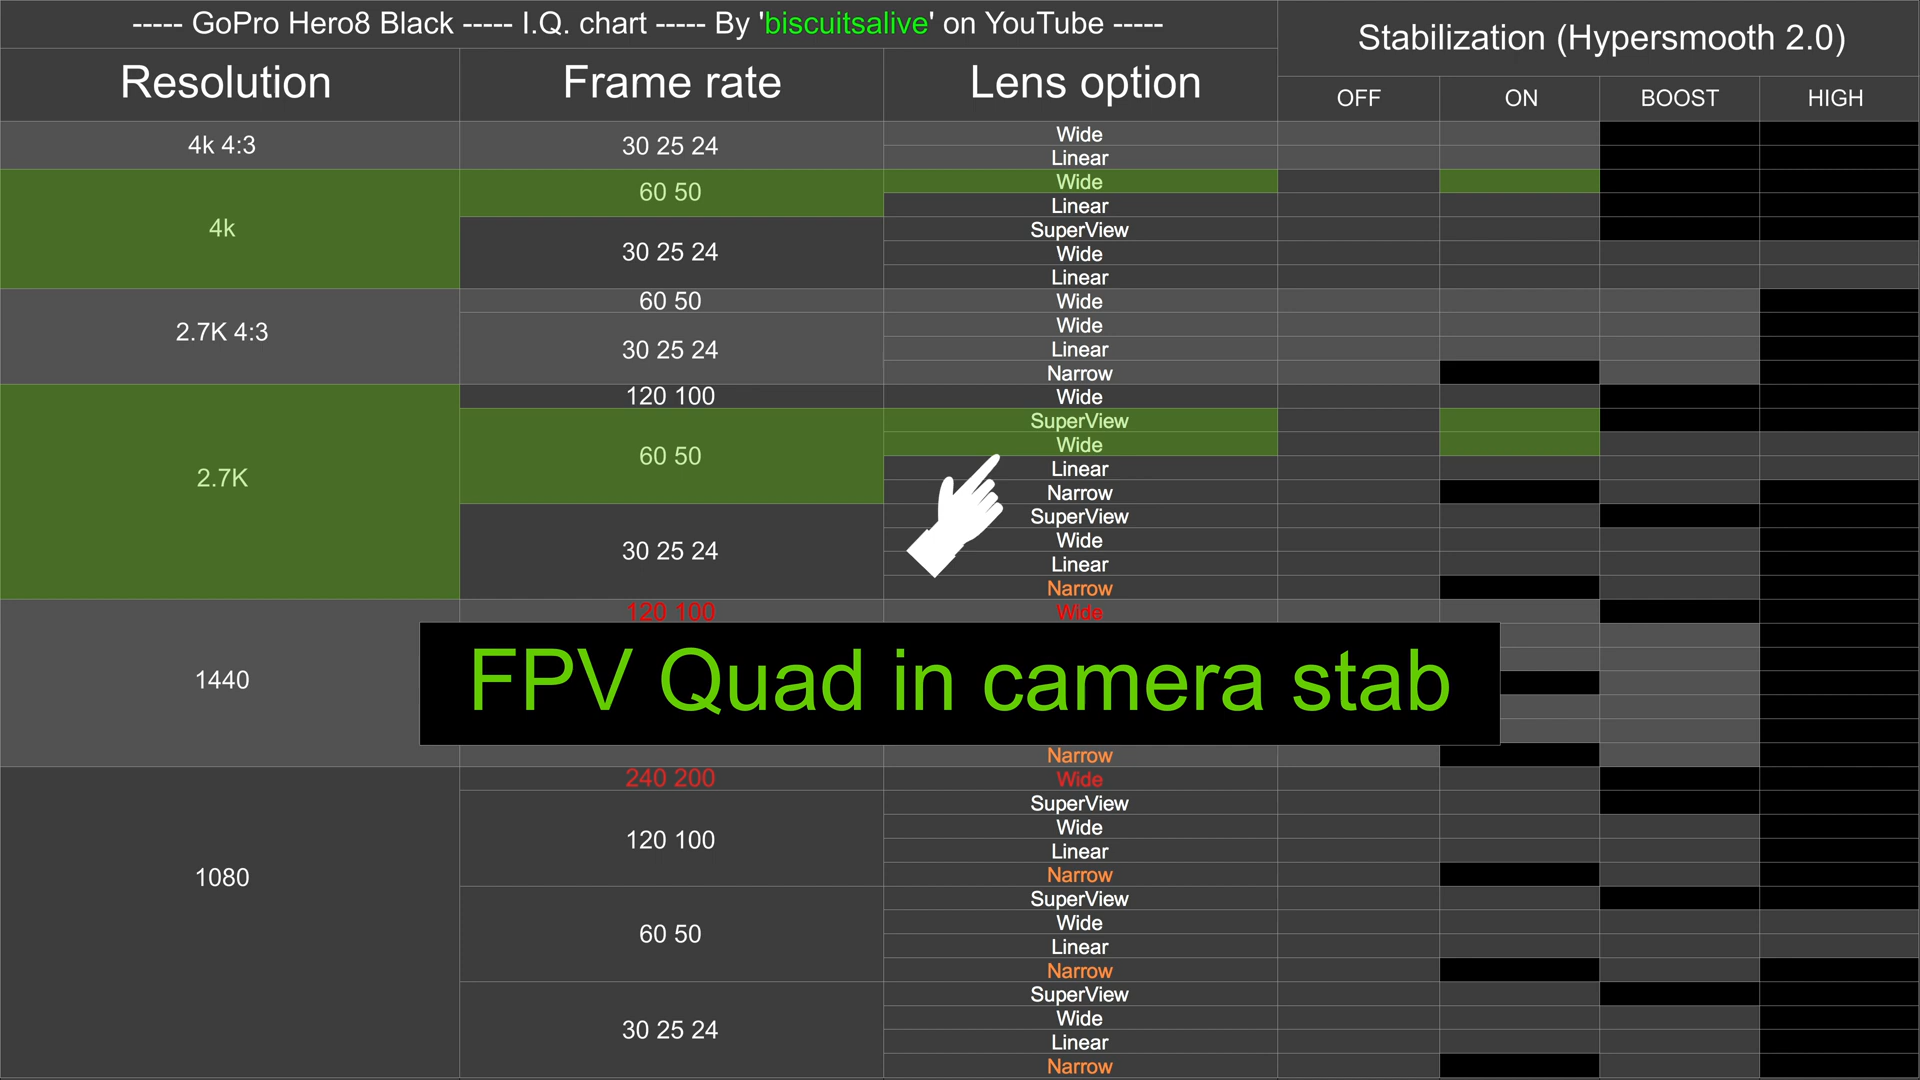 ----- GoPro Hero8 Black ----- I.Q. chart ----- By 'biscuitsalive' on YouTube -----
Stabilization (Hypersmooth 2.0)
Resolution
Frame rate
Lens option
OFF
ON
BOOST
HIGH
4k 4:3
30 25 24
Wide
Linear
4k
60 50
Wide
Linear
30 25 24
SuperView
Wide
Linear
2.7K 4:3
60 50
Wide
30 25 24
Wide
Linear
Narrow
2.7K
120 100
Wide
60 50
SuperView
Wide
Linear
Narrow
30 25 24
SuperView
Wide
Linear
Narrow
1440
120 100
Wide
FPV Quad in camera stab
Narrow
1080
240 200
Wide
120 100
SuperView
Wide
Linear
Narrow
60 50
SuperView
Wide
Linear
Narrow
30 25 24
SuperView
Wide
Linear
Narrow